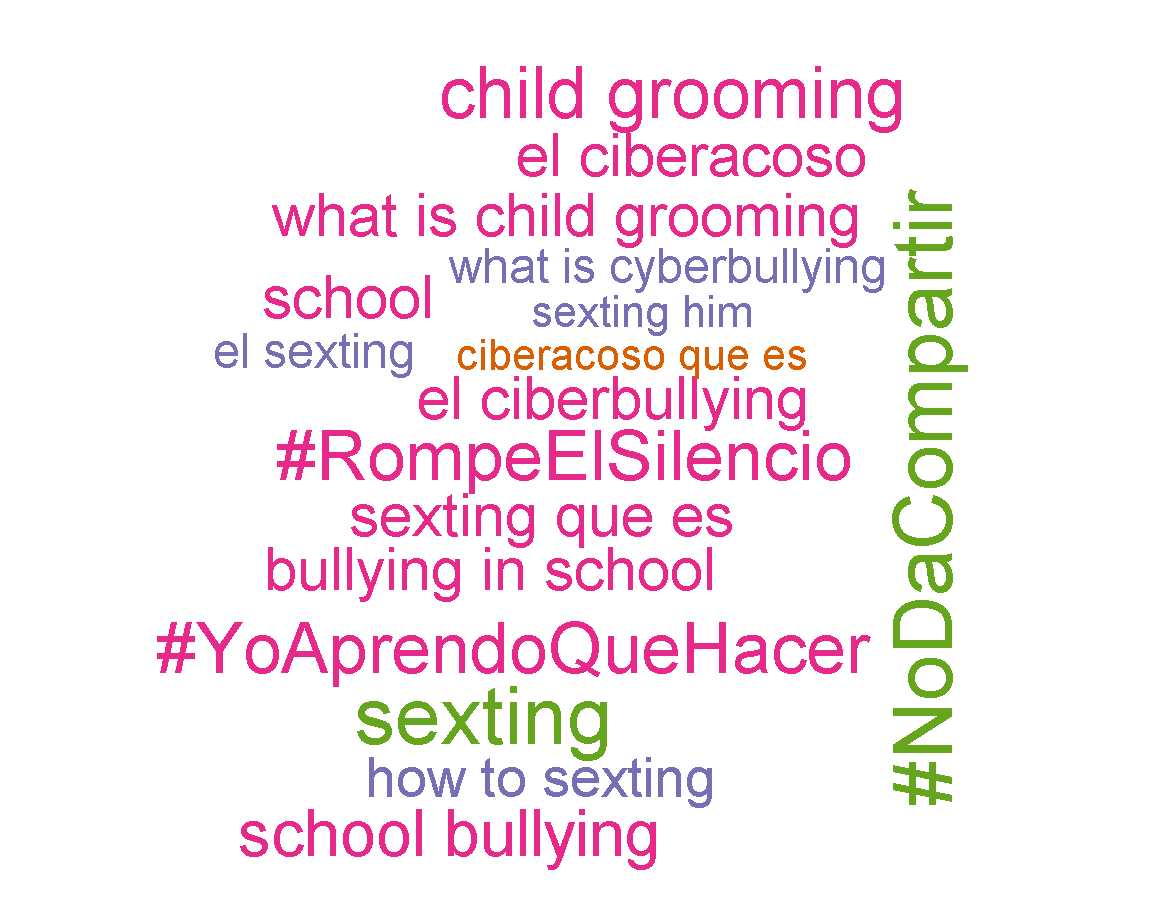 child grooming
el ciberacoso
what is child grooming
what is cyberbullying
school
sexting him
el sexting
ciberacoso que es
el ciberbullying
#RompeElSilencio
sexting que es
bullying in school
#YoAprendoQueHacer
sexting
how to sexting
school bullying
#NoDaCompartir